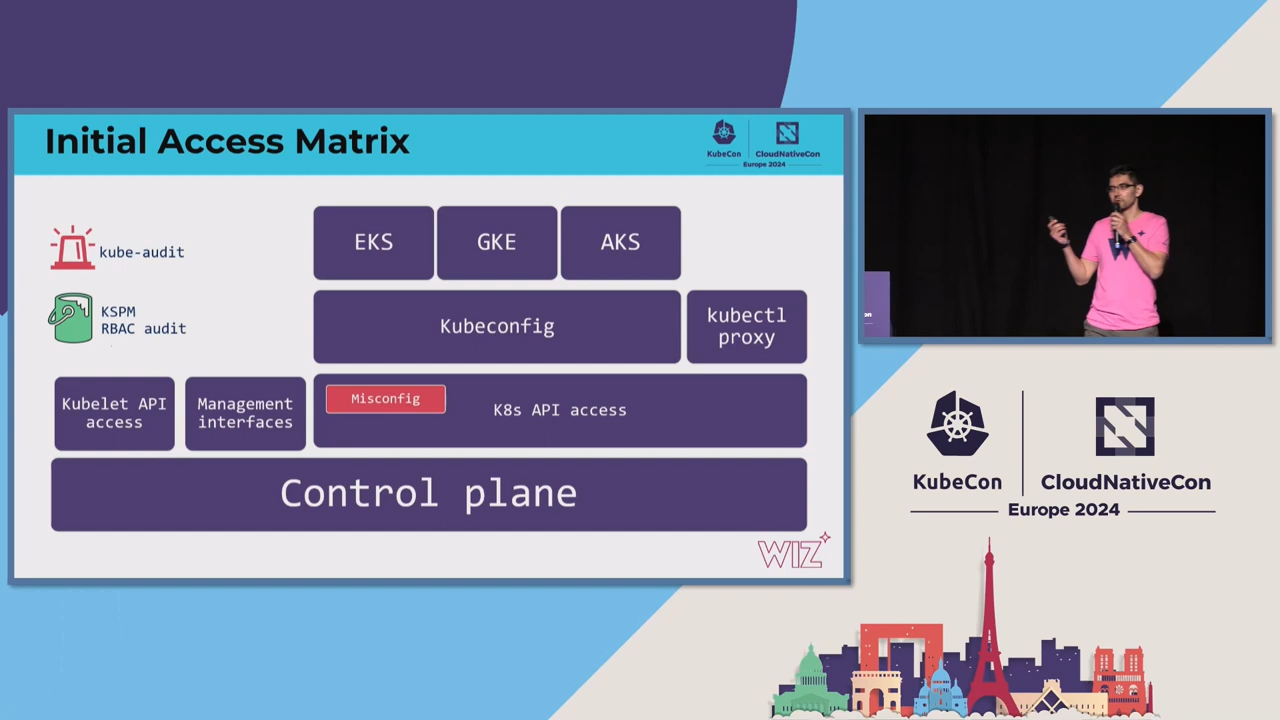 Initial Access Matrix
KubeCon
CloudNativeCon
Europe 2024
kube-audit
KSPM
RBAC audit
EKS
GKE
AKS
Kubeconfig
kubectl
proxy
Kubelet API
access
Management
interfaces
Misconfig
K8s API access
Control plane
WIZ
KubeCon
CloudNativeCon
Europe 2024